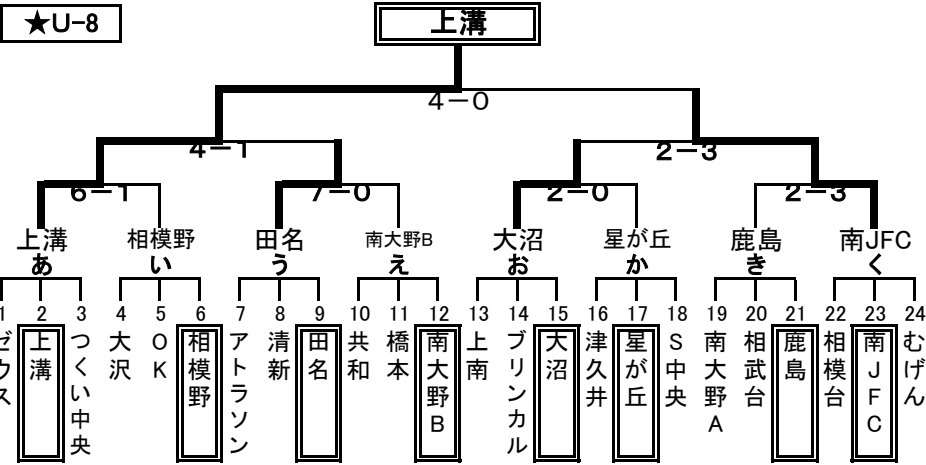 ★U-8
上溝
4－0
4－1
2－3
6－1
7－0
2－0
2－3
上溝
相模野
田名
南大野B
大沼
星が丘
鹿島
南JFC
あ
い
う
え
お
か
き
く
1 2 3 4 5 6 7 8 9 10 11 12 13 14 15 16 17 18 19 20 21 22 23 24
ゼウス
上溝
つくい中央
大沢
OK
相模野
アトラソン
清新
田名
共和
橋本
南大野B
上南
ブリンカル
大沼
津久井
星が丘
S中央
南大野A
相武台
鹿島
相模台
南JFC
むげん